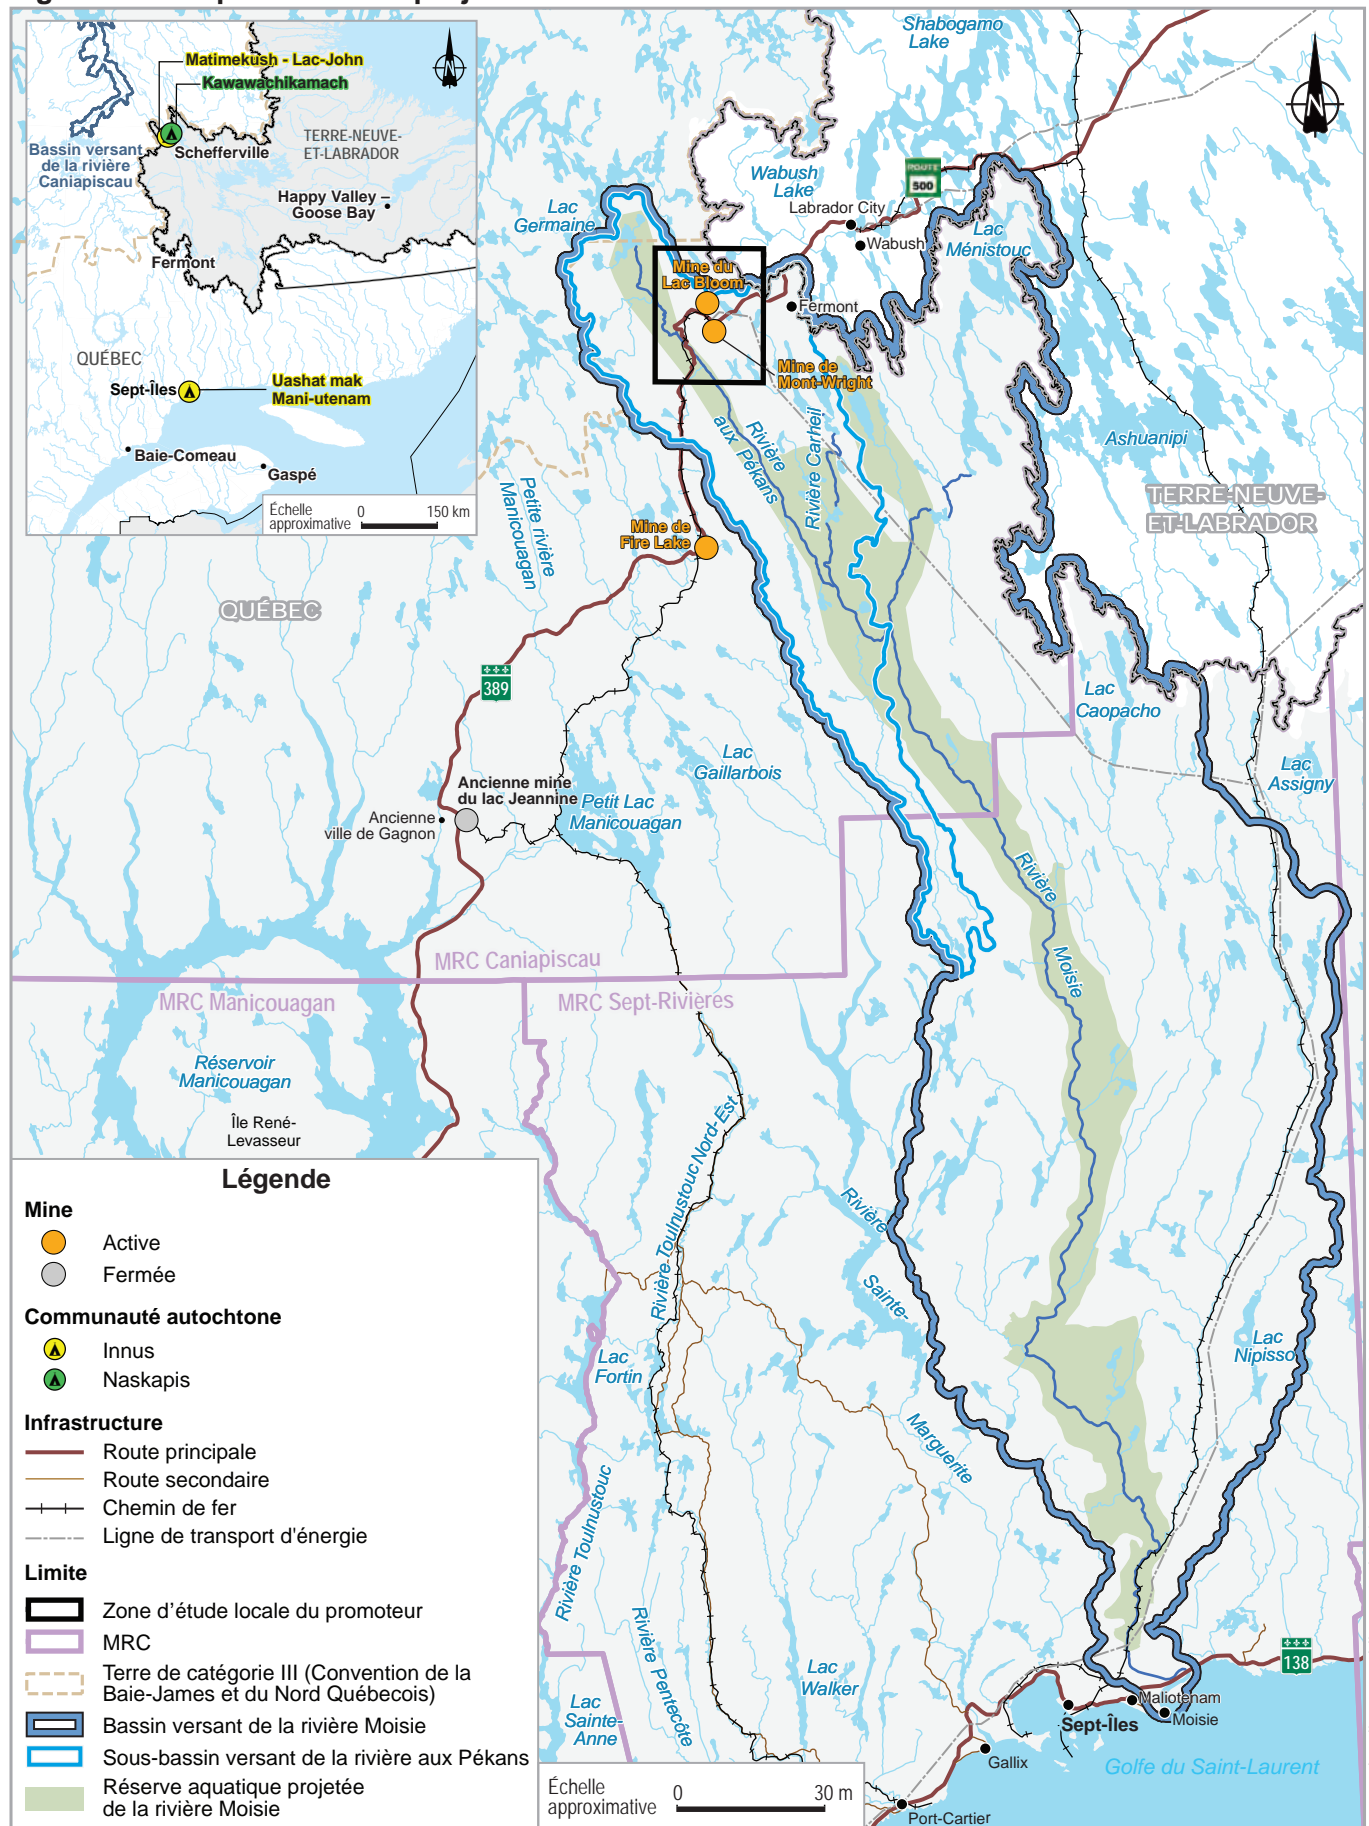 Matimekush - Lac-John
Kawawachikamach
TERRE-NEUVE-
ET-LABRADOR
Bassin versant
de la rivière
Caniapiscau
Schefferville
Happy Valley –
Goose Bay
Fermont
QUÉBEC
Sept-Îles
Uashat mak
Mani-utenam
Baie-Comeau
Gaspé
Échelle
approximative
0
150 km
Shabogamo
Lake
N
Wabush
Lake
ROUTE
500
Labrador City
Wabush
Lac
Germaine
Lac
Ménistouc
Mine du
Lac Bloom
Fermont
Mine de
Mont-Wright
Rivière
aux Pékans
Rivière Carheil
Ashuanipi
TERRE-NEUVE-
ET-LABRADOR
Petite rivière
Manicouagan
Mine de
Fire Lake
QUÉBEC
389
Lac
Caopacho
Lac
Gaillarbois
Lac
Assigny
Ancienne mine
du lac Jeannine
Petit Lac
Manicouagan
Ancienne
ville de Gagnon
Rivière
Moisie
MRC Caniapiscau
MRC Manicouagan
MRC Sept-Rivières
Réservoir
Manicouagan
Île René-
Levasseur
Rivière Toulnustouc Nord-Est
Rivière
Sainte-
Marguerite
Lac
Nipisso
Lac
Fortin
Rivière Toulnustouc
Rivière Pentecôte
Lac
Walker
Lac
Sainte-
Anne
138
Maliotenam
Moisie
Sept-Îles
Gallix
Golfe du Saint-Laurent
Port-Cartier
Échelle
approximative
0
30 m
Légende
Mine
Active
Fermée
Communauté autochtone
Innus
Naskapis
Infrastructure
Route principale
Route secondaire
Chemin de fer
Ligne de transport d'énergie
Limite
Zone d’étude locale du promoteur
MRC
Terre de catégorie III (Convention de la
Baie-James et du Nord Québecois)
Bassin versant de la rivière Moisie
Sous-bassin versant de la rivière aux Pékans
Réserve aquatique projetée
de la rivière Moisie